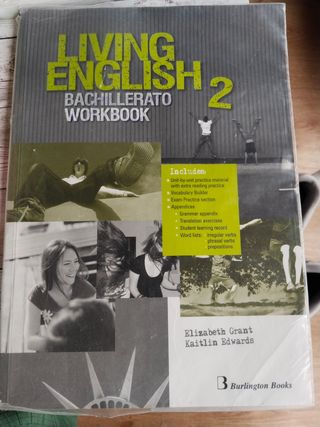 LIVING
ENGLISH 2
BACHILLERATO
WORKBOOK
Includes:
• Unit-by-unit practice material
with extra reading practice
• Vocabulary Builder
• Exam Practice section
• Appendices
• Grammar appendix
• Translation exercises
• Student learning record
• Word lists: irregular verbs
phrasal verbs
prepositions
Elizabeth Grant
Kaitlin Edwards
B Burlington Books